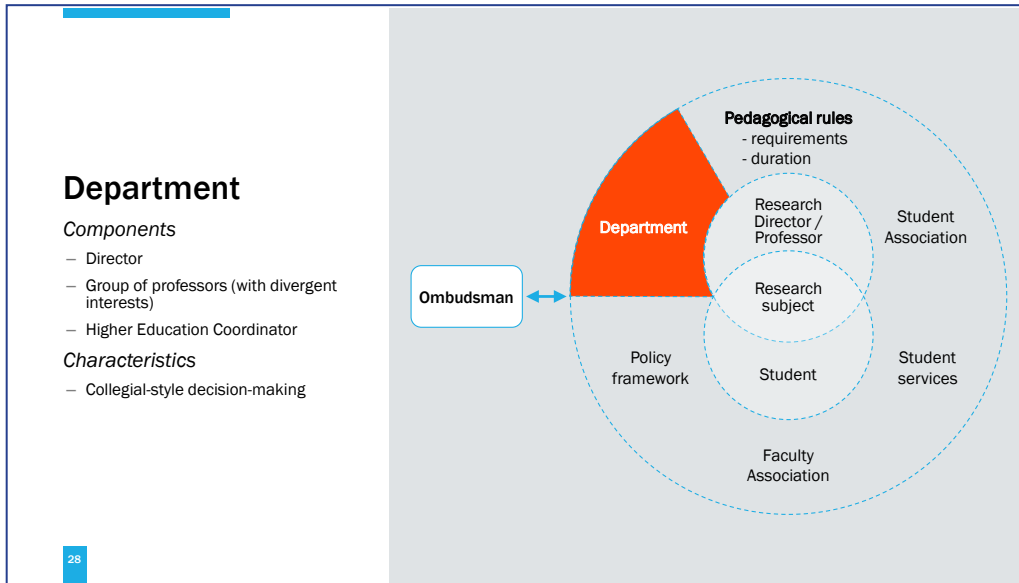 Department
Components
– Director
– Group of professors (with divergent
interests)
– Higher Education Coordinator
Characteristics
– Collegial-style decision-making
28
Ombudsman
Department
Pedagogical rules
- requirements
- duration
Research
Director /
Professor
Research
subject
Student
Student
Association
Student
services
Faculty
Association
Policy
framework